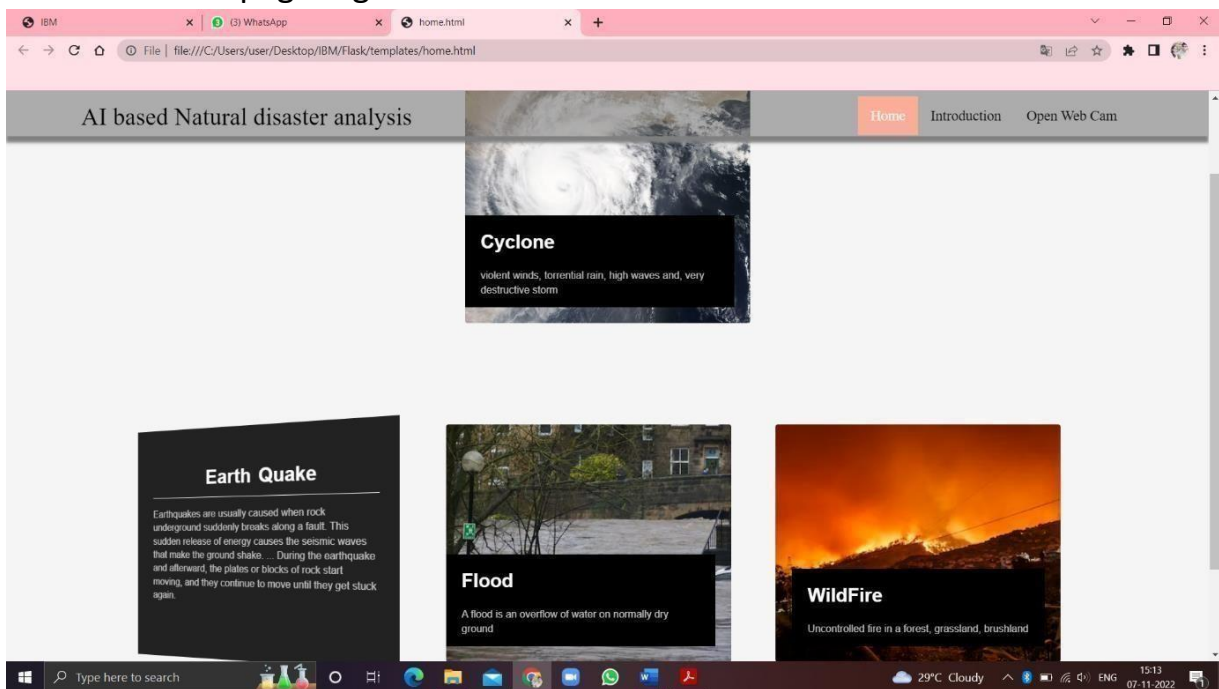 IBM
(3) WhatsApp
home.html
File | file:///C:/Users/user/Desktop/IBM/Flask/templates/home.html
AI based Natural disaster analysis
Home
Introduction
Open Web Cam
Cyclone
violent winds, torrential rain, high waves and, very
destructive storm
Earth Quake
Earthquakes are usually caused when rock
underground suddenly breaks along a fault. This
sudden release of energy causes the seismic waves
that make the ground shake. ... During the earthquake
and afterward, the plates or blocks of rock start
moving, and they continue to move until they get stuck
again.
Flood
A flood is an overflow of water on normally dry
ground
WildFire
Uncontrolled fire in a forest, grassland, brushland
Type here to search
29°C Cloudy
ENG
15:13
07-11-2022